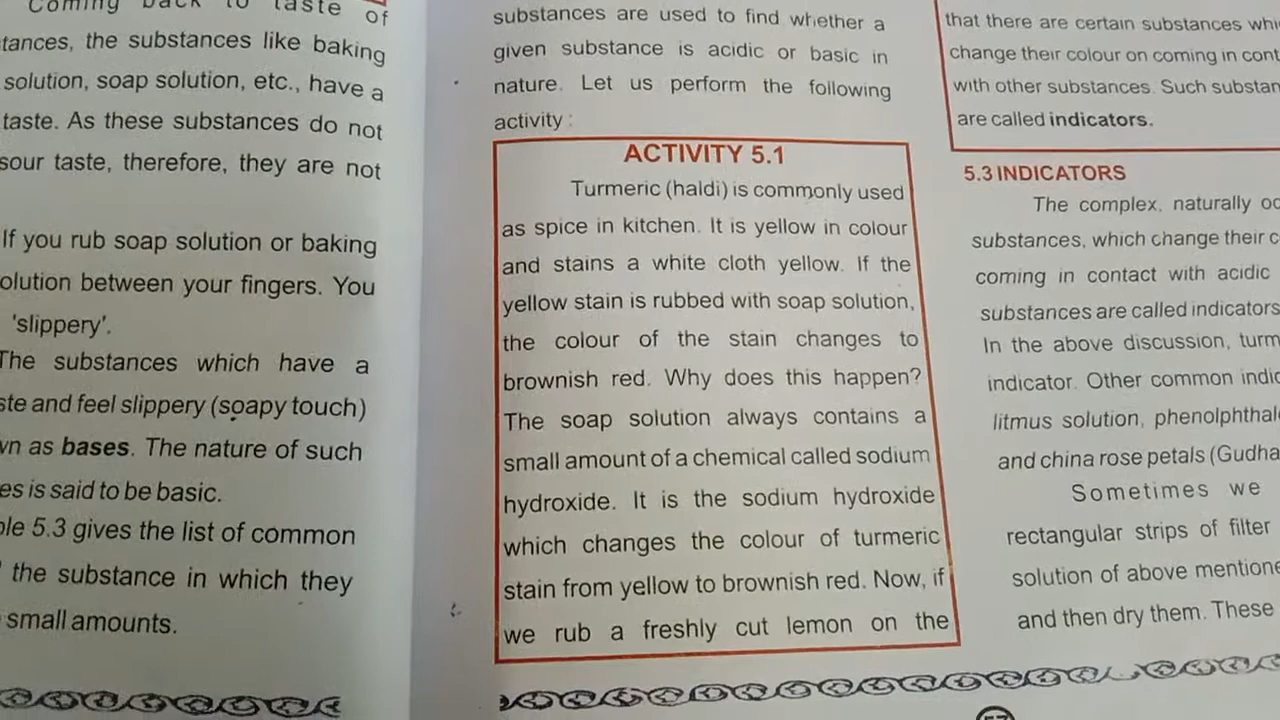 Coming back to taste of
tances, the substances like baking
solution, soap solution, etc., have a
taste. As these substances do not
sour taste, therefore, they are not
If you rub soap solution or baking
olution between your fingers. You
'slippery'.
The substances which have a
ste and feel slippery (soapy touch)
wn as bases. The nature of such
es is said to be basic.
ble 5.3 gives the list of common
the substance in which they
small amounts.
substances are used to find whether a
given substance is acidic or basic in
nature. Let us perform the following
activity :
ACTIVITY 5.1
Turmeric (haldi) is commonly used
as spice in kitchen. It is yellow in colour
and stains a white cloth yellow. If the
yellow stain is rubbed with soap solution,
the colour of the stain changes to
brownish red. Why does this happen?
The soap solution always contains a
small amount of a chemical called sodium
hydroxide. It is the sodium hydroxide
which changes the colour of turmeric
stain from yellow to brownish red. Now, if
we rub a freshly cut lemon on the
that there are certain substances whi
change their colour on coming in cont
with other substances. Such substan
are called indicators.
5.3 INDICATORS
The complex, naturally oc
substances, which change their c
coming in contact with acidic
substances are called indicators
In the above discussion, turm
indicator. Other common indic
litmus solution, phenolphthal
and china rose petals (Gudha
Sometimes we
rectangular strips of filter
solution of above mentione
and then dry them. These